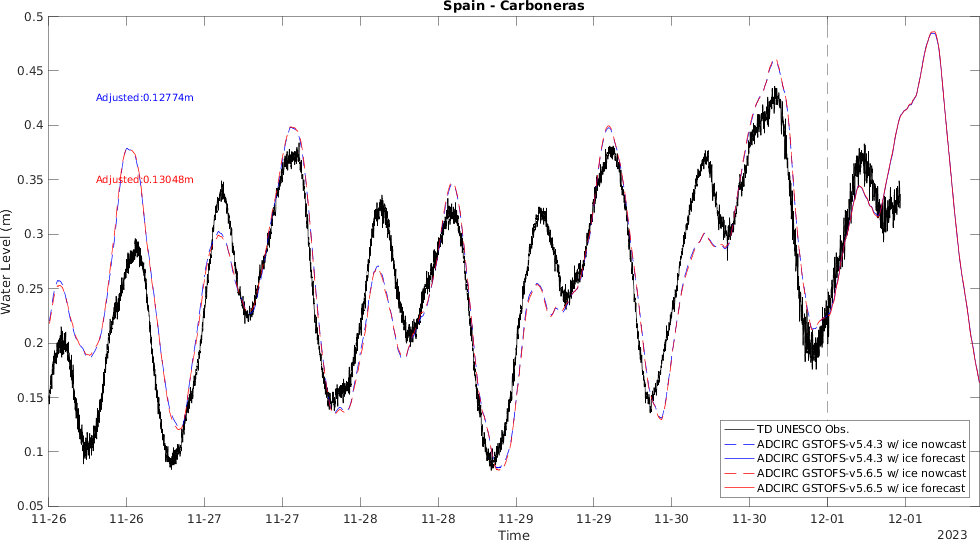 Spain - Carboneras
0.5
0.45
0.4
0.35
0.3
0.25
0.2
0.15
0.1
0.05
Water Level (m)
Adjusted:0.12774m
Adjusted:0.13048m
TD UNESCO Obs.
ADCIRC GSTOFS-v5.4.3 w/ ice nowcast
ADCIRC GSTOFS-v5.4.3 w/ ice forecast
ADCIRC GSTOFS-v5.6.5 w/ ice nowcast
ADCIRC GSTOFS-v5.6.5 w/ ice forecast
11-26 11-26 11-27 11-27 11-28 11-28 11-29 11-29 11-30 11-30 12-01 12-01
Time
2023